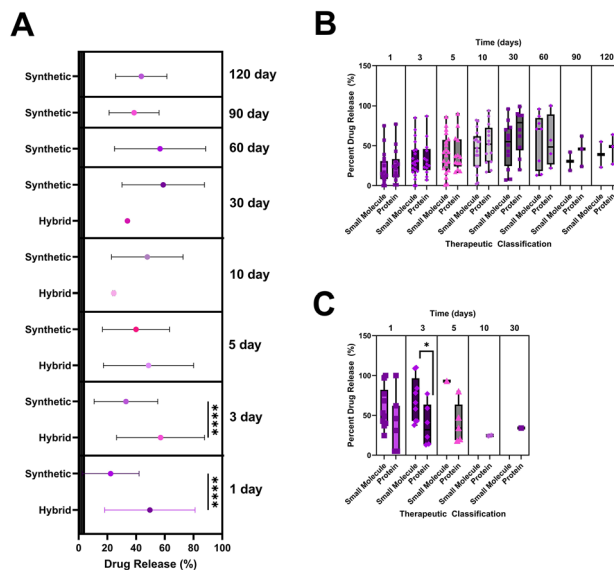 A
Synthetic
120 day
Synthetic
90 day
Synthetic
60 day
Synthetic
30 day
Hybrid
Synthetic
10 day
Hybrid
Synthetic
5 day
Hybrid
Synthetic
3 day
****
Hybrid
Synthetic
1 day
****
Hybrid
0 20 40 60 80 100
Drug Release (%)
B
Time (days)
1 3 5 10 30 60 90 120
Percent Drug Release (%)
150
100
50
0
Small Molecule Protein Small Molecule Protein Small Molecule Protein Small Molecule Protein Small Molecule Protein Small Molecule Protein Small Molecule Protein Small Molecule Protein
Therapeutic Classification
C
Time (days)
1 3 5 10 30
*
Percent Drug Release (%)
150
100
50
0
Small Molecule Protein Small Molecule Protein Small Molecule Protein Small Molecule Protein Small Molecule Protein
Therapeutic Classification